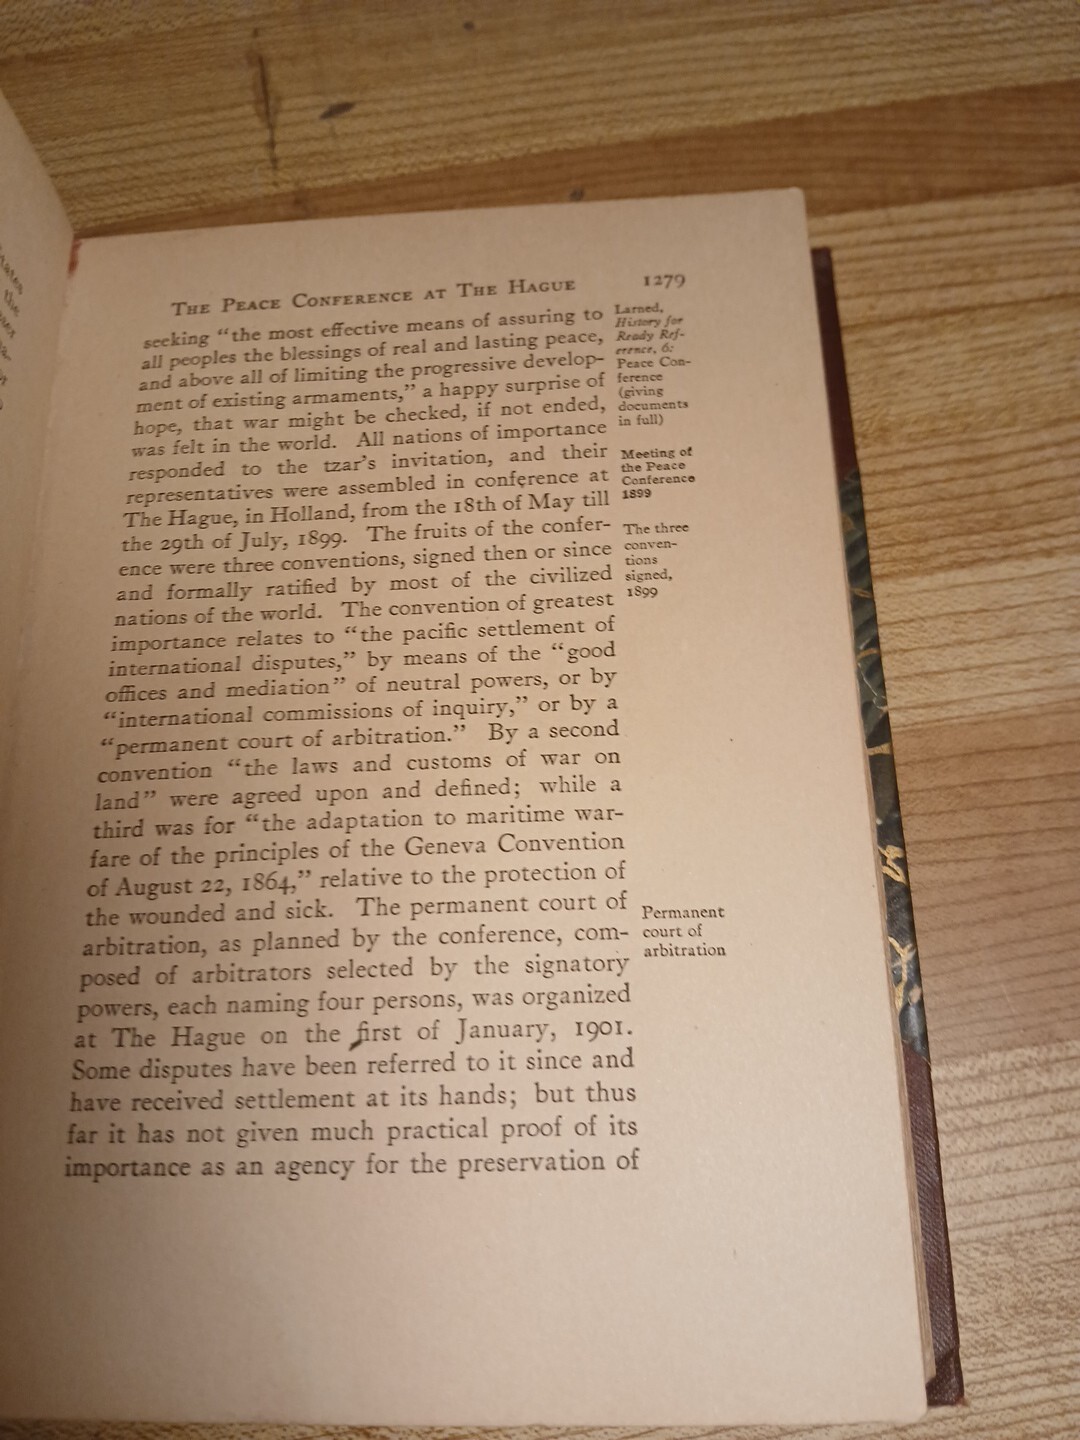 THE PEACE CONFERENCE AT THE HAGUE 1279
seeking "the most effective means of assuring to
all peoples the blessings of real and lasting peace,
and above all of limiting the progressive develop-
ment of existing armaments," a happy surprise of
hope, that war might be checked, if not ended,
was felt in the world. All nations of importance
responded to the tzar's invitation, and their
representatives were assembled in conference at
The Hague, in Holland, from the 18th of May till
the 29th of July, 1899. The fruits of the confer-
ence were three conventions, signed then or since
and formally ratified by most of the civilized
nations of the world. The convention of greatest
importance relates to "the pacific settlement of
international disputes," by means of the "good
offices and mediation" of neutral powers, or by
"international commissions of inquiry," or by a
"permanent court of arbitration." By a second
convention "the laws and customs of war on
land" were agreed upon and defined; while a
third was for "the adaptation to maritime war-
fare of the principles of the Geneva Convention
of August 22, 1864," relative to the protection of
the wounded and sick. The permanent court of
arbitration, as planned by the conference, com-
posed of arbitrators selected by the signatory
powers, each naming four persons, was organized
at The Hague on the first of January, 1901.
Some disputes have been referred to it since and
have received settlement at its hands; but thus
far it has not given much practical proof of its
importance as an agency for the preservation of
Larned,
History for
Ready Ref-
erence, 6:
Peace Con-
ference
(giving
documents
in full)
Meeting of
the Peace
Conference
1899
The three
conven-
tions
signed,
1899
Permanent
court of
arbitration
the